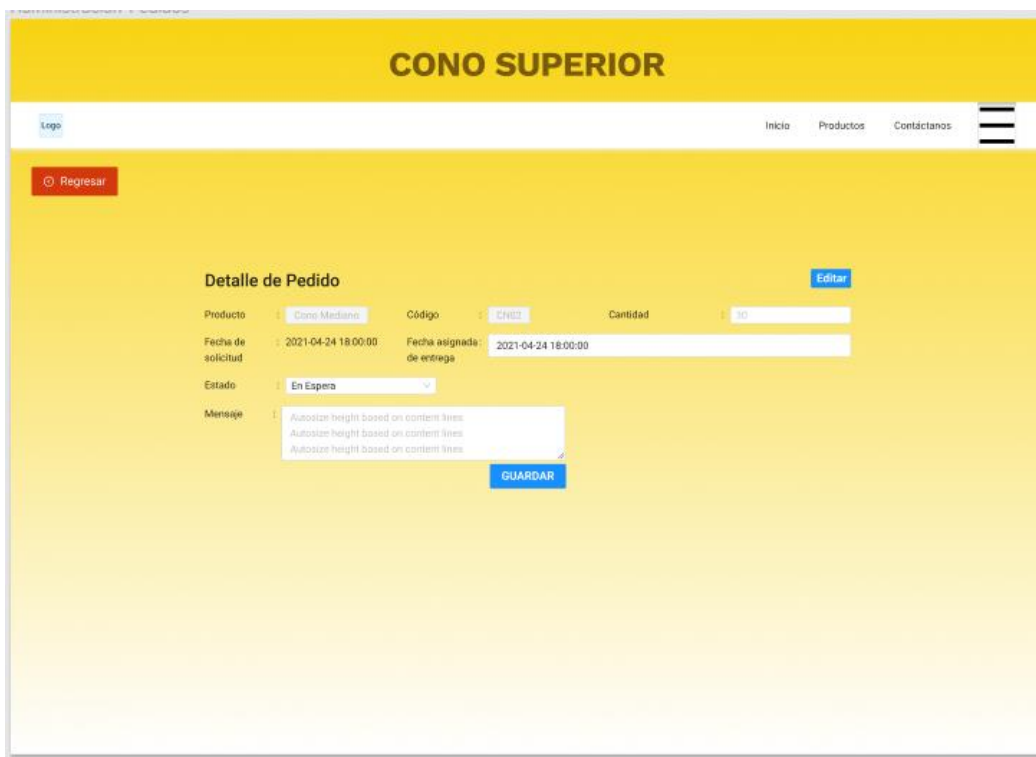 CONO SUPERIOR
Logo
Inicio Productos Contáctanos
Regresar
Detalle de Pedido Editar
Producto : Cono Mediano Código : CN02 Cantidad : 30
Fecha de solicitud : 2021-04-24 18:00:00 Fecha asignada de entrega : 2021-04-24 18:00:00
Estado : En Espera
Mensaje : Autosize height based on content lines
Autosize height based on content lines
Autosize height based on content lines
GUARDAR